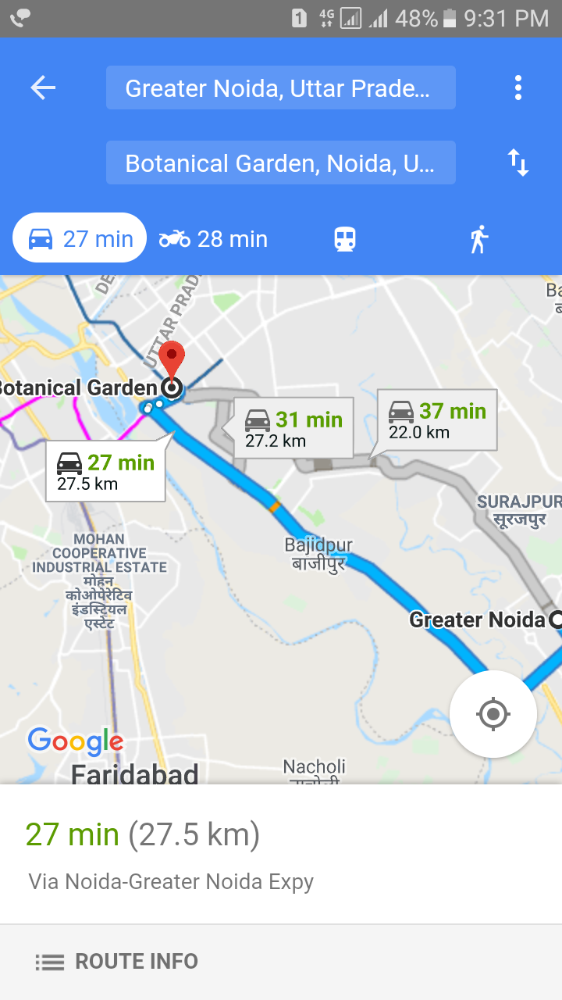 1 4G 48% 9:31 PM
Greater Noida, Uttar Prade...
Botanical Garden, Noida, U...
27 min
28 min
UTTAR PRAD
Botanical Garden
31 min
27.2 km
37 min
22.0 km
27 min
27.5 km
SURAJPUR
सूरजपुर
MOHAN
COOPERATIVE
INDUSTRIAL ESTATE
मोहन
कोओपेरेटिव
इंडस्ट्रियल
एस्टेट
Bajidpur
बाजीपुर
Greater Noida
Google
Faridabad
Nacholi
27 min (27.5 km)
Via Noida-Greater Noida Expy
ROUTE INFO